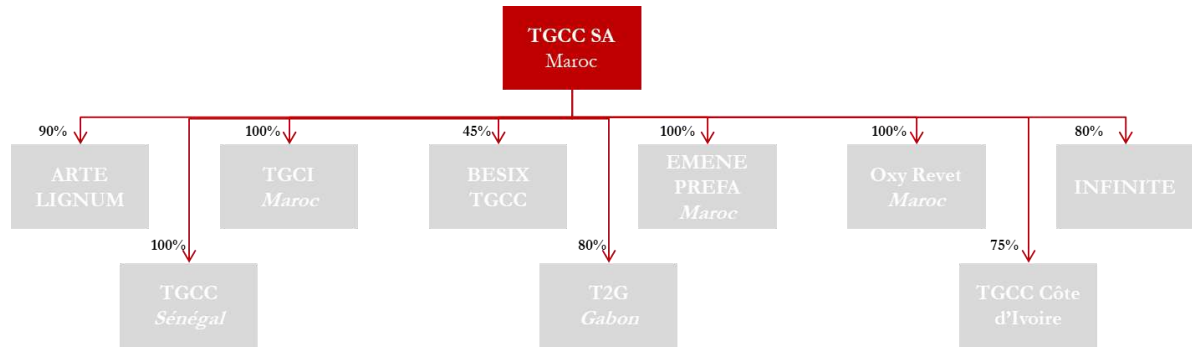 TGCC SA
Maroc
90%
100%
45%
100%
100%
80%
ARTE
LIGNUM
TGCI
Maroc
BESIX
TGCC
EMENE
PREFA
Maroc
Oxy Revet
Maroc
INFINITE
100%
80%
75%
TGCC
Sénégal
T2G
Gabon
TGCC Côte
d'Ivoire